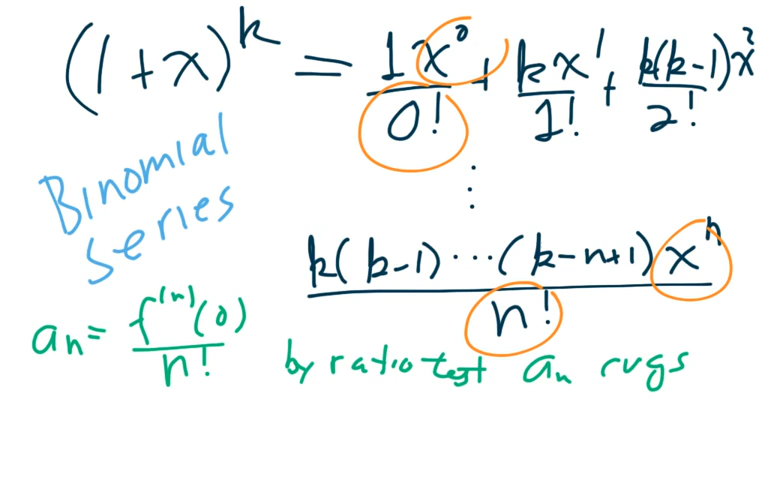 (1+x)^k = 1x^0/0! + kx^1/1! + k(k-1)x^2/2!
⋮
Binomial
Series
k(k-1)⋯(k-n+1)x^n/n!
a_n = f^(n)(0)/n!
by ratio test a_n cvgs